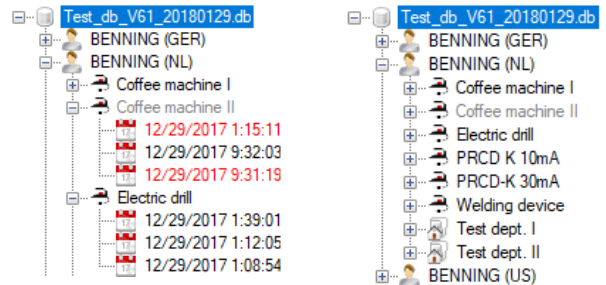 Test_db_V61_20180129.db
BENNING (GER)
BENNING (NL)
Coffee machine I
Coffee machine II
12/29/2017 1:15:11
12/29/2017 9:32:03
12/29/2017 9:31:19
Electric drill
12/29/2017 1:39:01
12/29/2017 1:12:05
12/29/2017 1:08:54
Test_db_V61_20180129.db
BENNING (GER)
BENNING (NL)
Coffee machine I
Coffee machine II
Electric drill
PRCD K 10mA
PRCD-K 30mA
Welding device
Test dept. I
Test dept. II
BENNING (US)